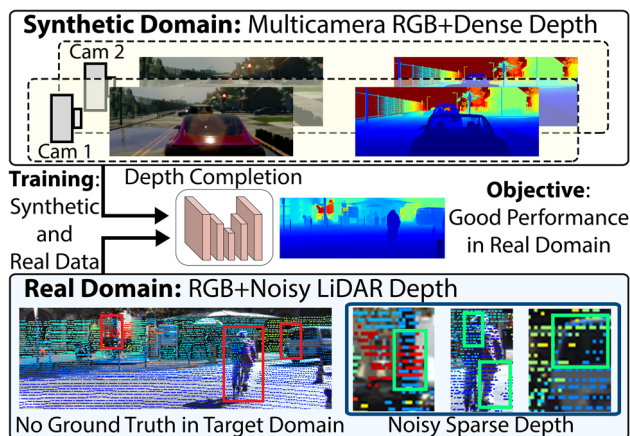 Synthetic Domain: Multicamera RGB+Dense Depth
Cam 2
Cam 1
Training:
Synthetic
and
Real Data
Depth Completion
Objective:
Good Performance
in Real Domain
Real Domain: RGB+Noisy LiDAR Depth
No Ground Truth in Target Domain
Noisy Sparse Depth